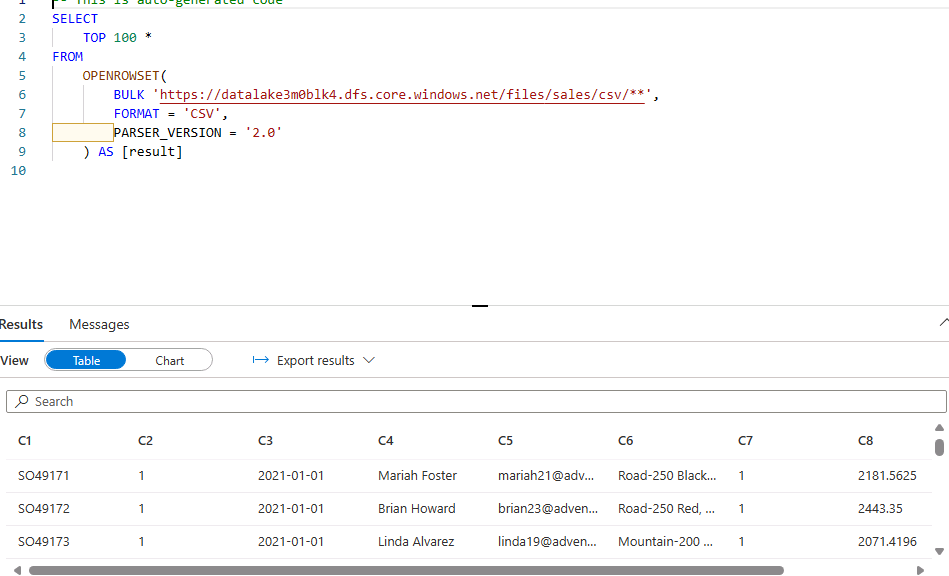 1 -- This is auto-generated code
2 SELECT
3 TOP 100 *
4 FROM
5 OPENROWSET(
6 BULK 'https://datalake3m0blk4.dfs.core.windows.net/files/sales/csv/**',
7 FORMAT = 'CSV',
8 PARSER_VERSION = '2.0'
9 ) AS [result]
10
Results Messages
View Table Chart Export results
Search
C1 C2 C3 C4 C5 C6 C7 C8
SO49171 1 2021-01-01 Mariah Foster mariah21@adv... Road-250 Black... 1 2181.5625
SO49172 1 2021-01-01 Brian Howard brian23@adven... Road-250 Red, ... 1 2443.35
SO49173 1 2021-01-01 Linda Alvarez linda19@adven... Mountain-200 ... 1 2071.4196